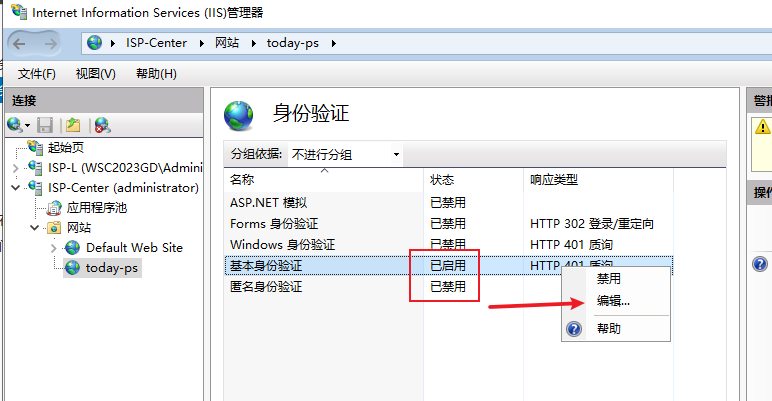 Internet Information Services (IIS)管理器
ISP-Center 网站 today-ps
文件(F) 视图(V) 帮助(H)
连接
起始页
ISP-L (WSC2023GD\Admini
ISP-Center (administrator)
应用程序池
网站
Default Web Site
today-ps
身份验证
分组依据: 不进行分组
名称 状态 响应类型
ASP.NET 模拟 已禁用
Forms 身份验证 已禁用 HTTP 302 登录/重定向
Windows 身份验证 已禁用 HTTP 401 质询
基本身份验证 已启用 HTTP 401 质询
匿名身份验证 已禁用
禁用
编辑...
帮助
警报
操作